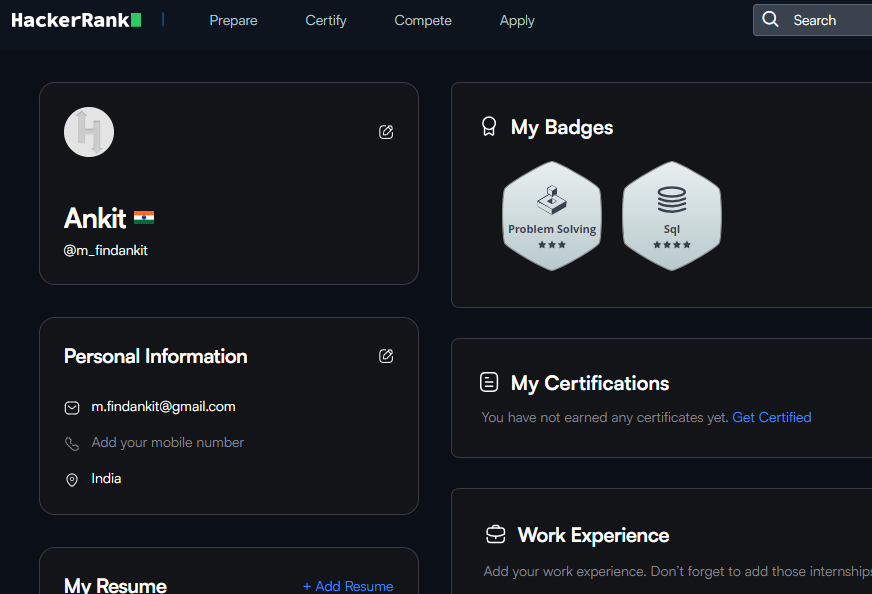 HackerRank
Prepare
Certify
Compete
Apply
Search
Ankit
@m_findankit
Personal Information
m.findankit@gmail.com
Add your mobile number
India
My Resume
+ Add Resume
My Badges
Problem Solving
Sql
My Certifications
You have not earned any certificates yet. Get Certified
Work Experience
Add your work experience. Don't forget to add those internships